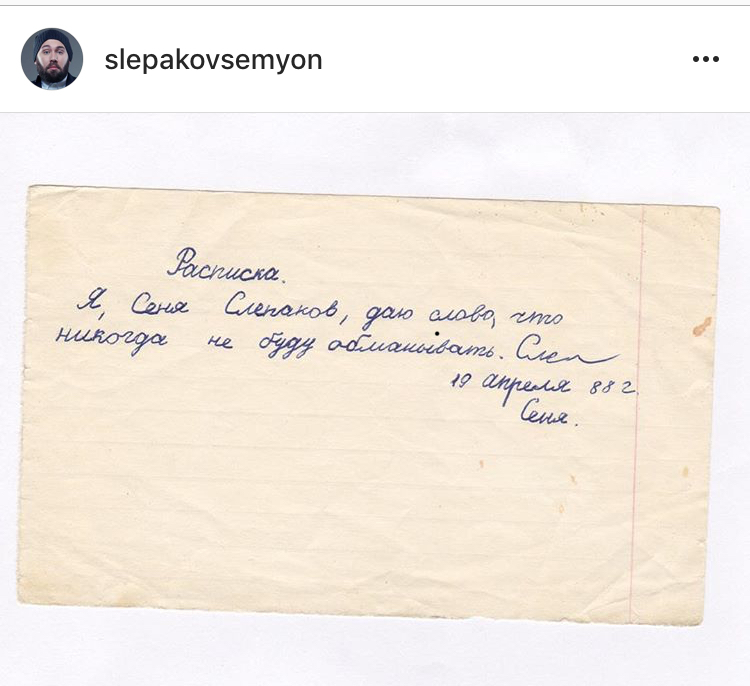 slepakovsemyon
Расписка.
Я, Сеня Слепаков, даю слово, что
никогда не буду обманывать. Слеп
19 апреля 88 г.
Сеня.